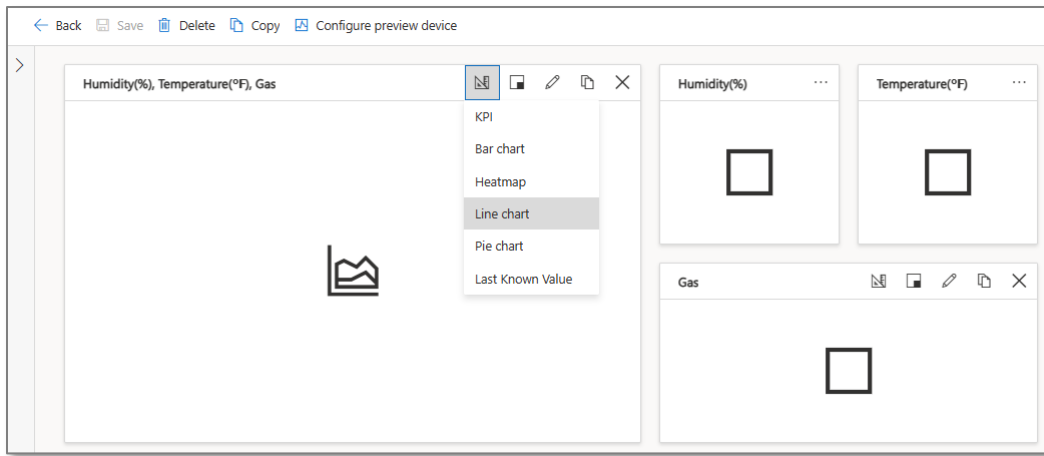 Back Save Delete Copy Configure preview device
Humidity(%), Temperature(°F), Gas
KPI
Bar chart
Heatmap
Line chart
Pie chart
Last Known Value
Humidity(%)
Temperature(°F)
Gas